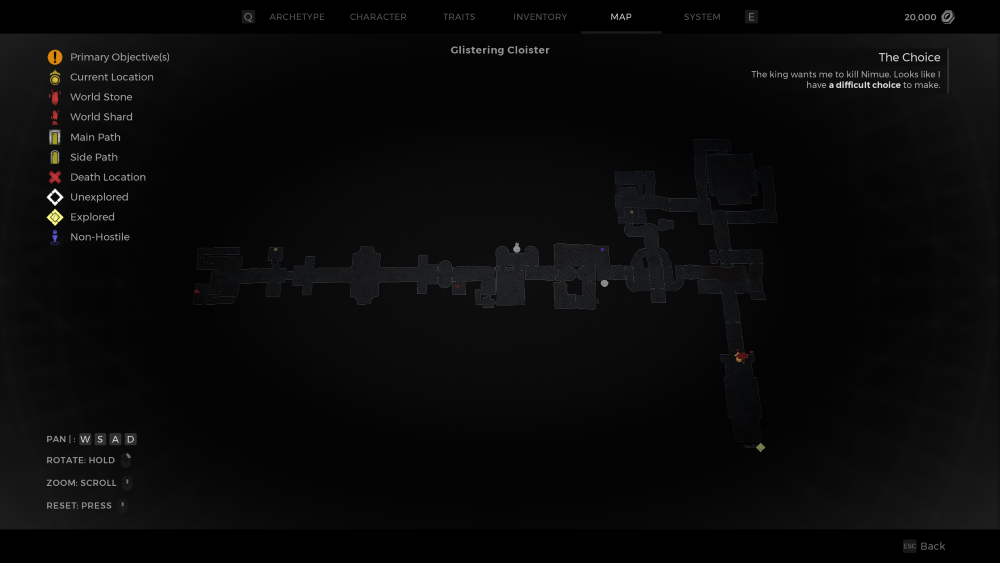 Q ARCHETYPE CHARACTER TRAITS INVENTORY MAP SYSTEM E 20,000
Glistering Cloister
Primary Objective(s)
Current Location
World Stone
World Shard
Main Path
Side Path
Death Location
Unexplored
Explored
Non-Hostile
The Choice
The king wants me to kill Nimue. Looks like I
have a difficult choice to make.
PAN | : W S A D
ROTATE: HOLD
ZOOM: SCROLL
RESET: PRESS
ESC Back